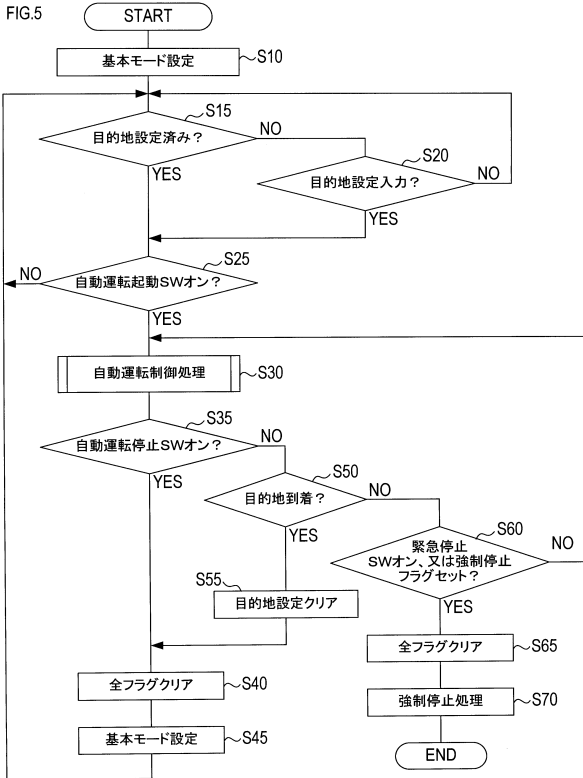 FIG.5
START
基本モード設定
S10
S15
目的地設定済み？
NO
YES
S20
目的地設定入力？
NO
YES
S25
NO
自動運転起動SWオン？
YES
自動運転制御処理
S30
S35
自動運転停止SWオン？
NO
YES
S50
目的地到着？
NO
YES
S60
緊急停止
SWオン、又は強制停止
フラグセット？
NO
YES
S55
目的地設定クリア
全フラグクリア
S65
全フラグクリア
S40
強制停止処理
S70
基本モード設定
S45
END